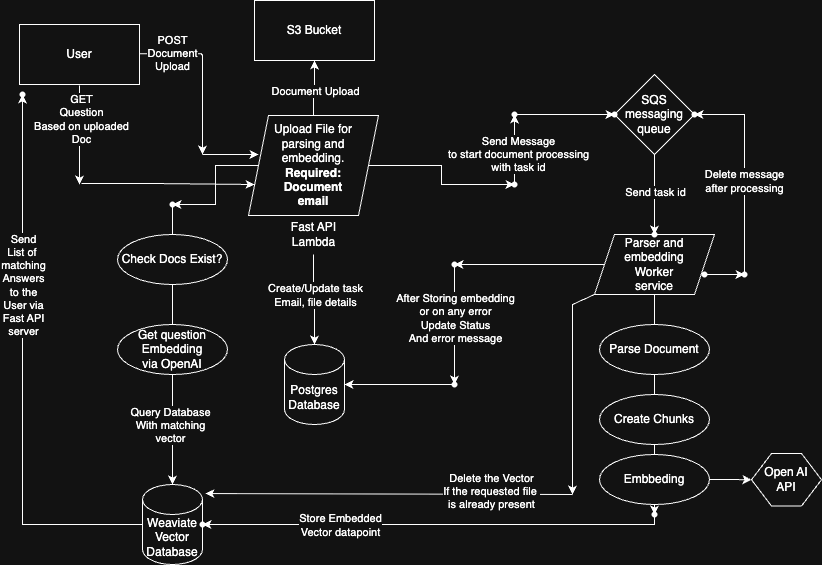 S3 Bucket
User
POST
Document
Upload
GET
Question
Based on uploaded
Doc
Document Upload
Upload File for
parsing and
embedding.
Required:
Document
email
Fast API
Lambda
SQS
messaging
queue
Send Message
to start document processing
with task id
Delete message
after processing
Send task id
Parser and
embedding
Worker
service
Check Docs Exist?
Send
List of
matching
Answers
to the
User via
Fast API
server
Create/Update task
Email, file details
After Storing embedding
or on any error
Update Status
And error message
Get question
Embedding
via OpenAI
Parse Document
Postgres
Database
Query Database
With matching
vector
Create Chunks
Embbeding
Open AI
API
Delete the Vector
If the requested file
is already present
Weaviate
Vector
Database
Store Embedded
Vector datapoint